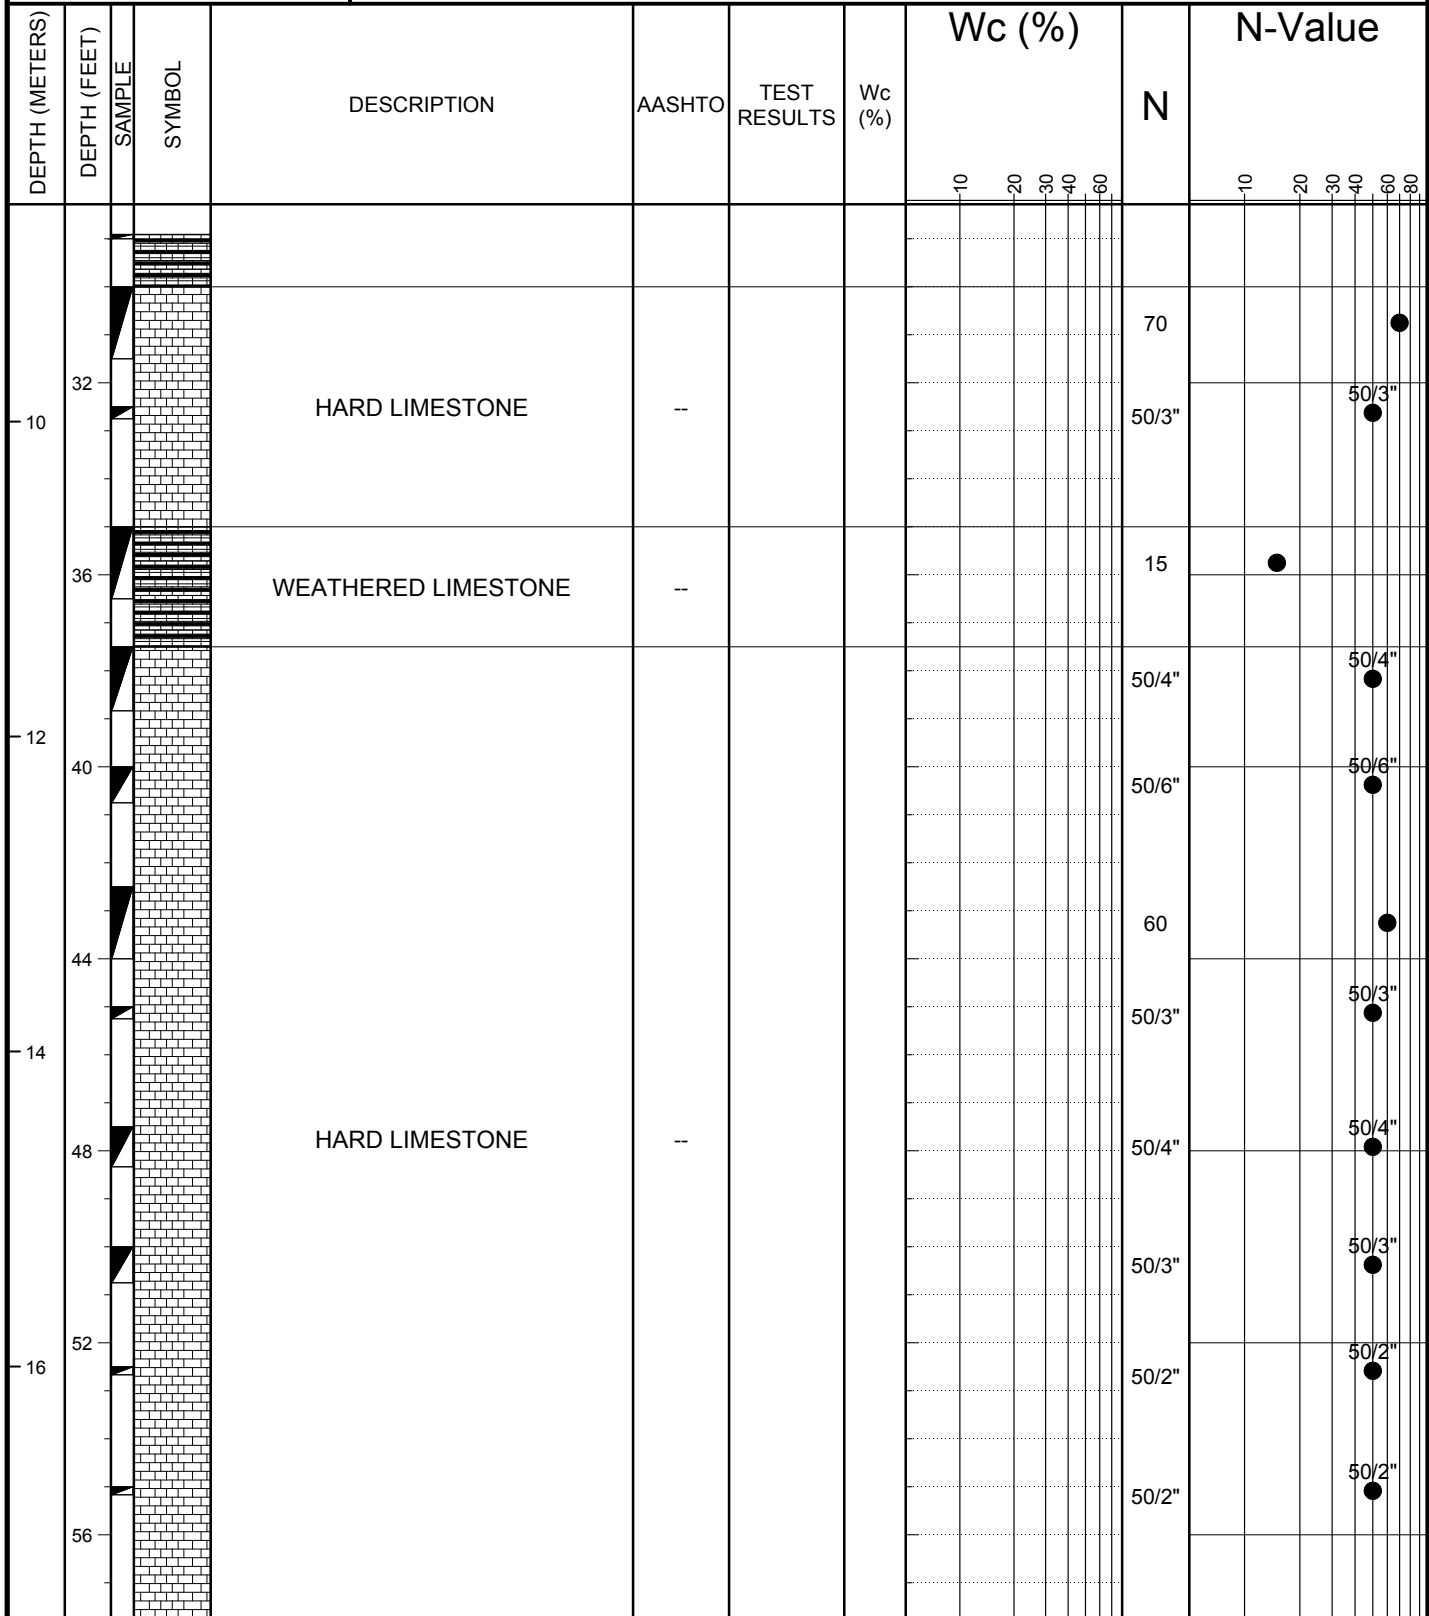 DEPTH (METERS)
DEPTH (FEET)
SAMPLE
SYMBOL
DESCRIPTION
AASHTO
TEST
RESULTS
Wc
(%)
Wc (%)
10 20 30 40 60
N
N-Value
10 20 30 40 60 80
70
32
50/3"
10
HARD LIMESTONE -- 50/3"
15
36
WEATHERED LIMESTONE --
50/4"
50/4"
12
40
50/6"
50/6"
60
44
50/3"
50/3"
14
50/4"
HARD LIMESTONE -- 50/4"
48
50/3"
50/3"
52
50/2"
16
50/2"
50/2"
50/2"
56